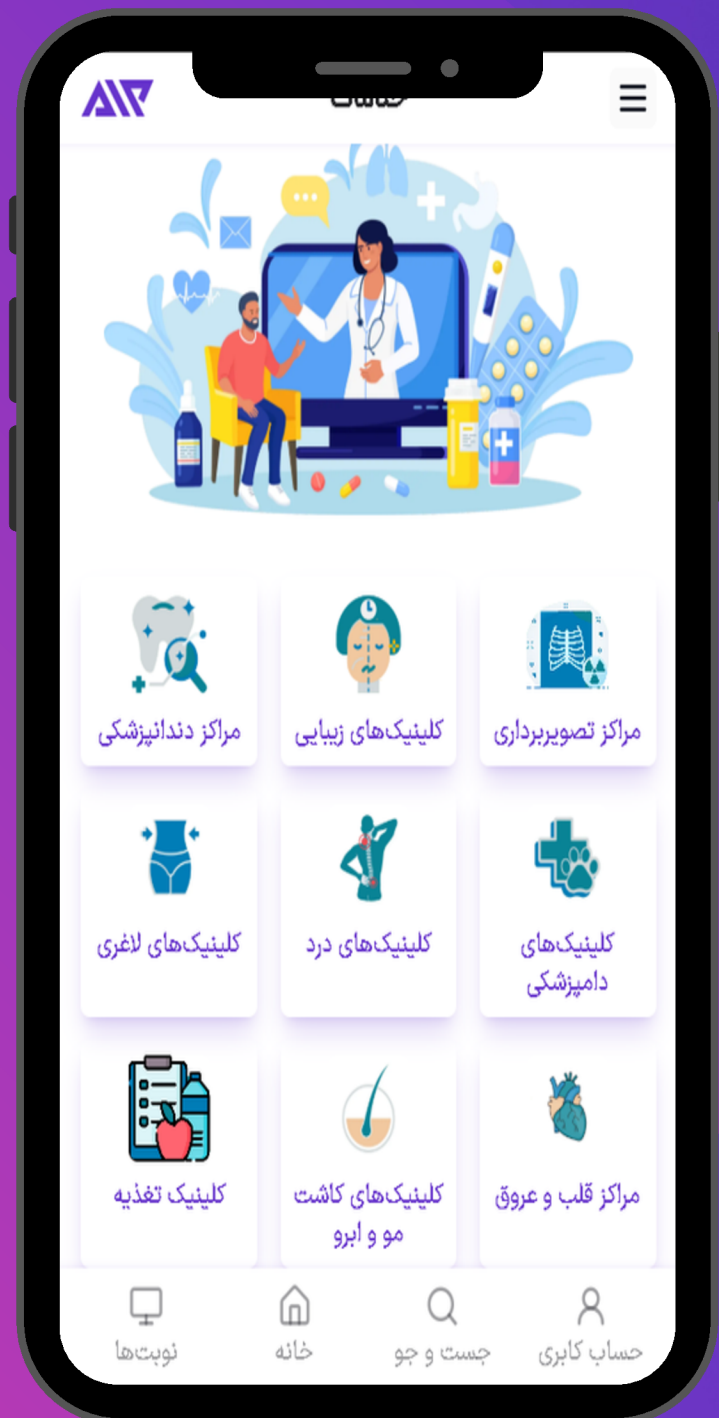 مراکز تصویربرداری
کلینیک‌های زیبایی
مراکز دندانپزشکی
کلینیک‌های
دامپزشکی
کلینیک‌های درد
کلینیک‌های لاغری
مراکز قلب و عروق
کلینیک‌های کاشت
مو و ابرو
کلینیک تغذیه
حساب کابری
جست و جو
خانه
نوبت‌ها